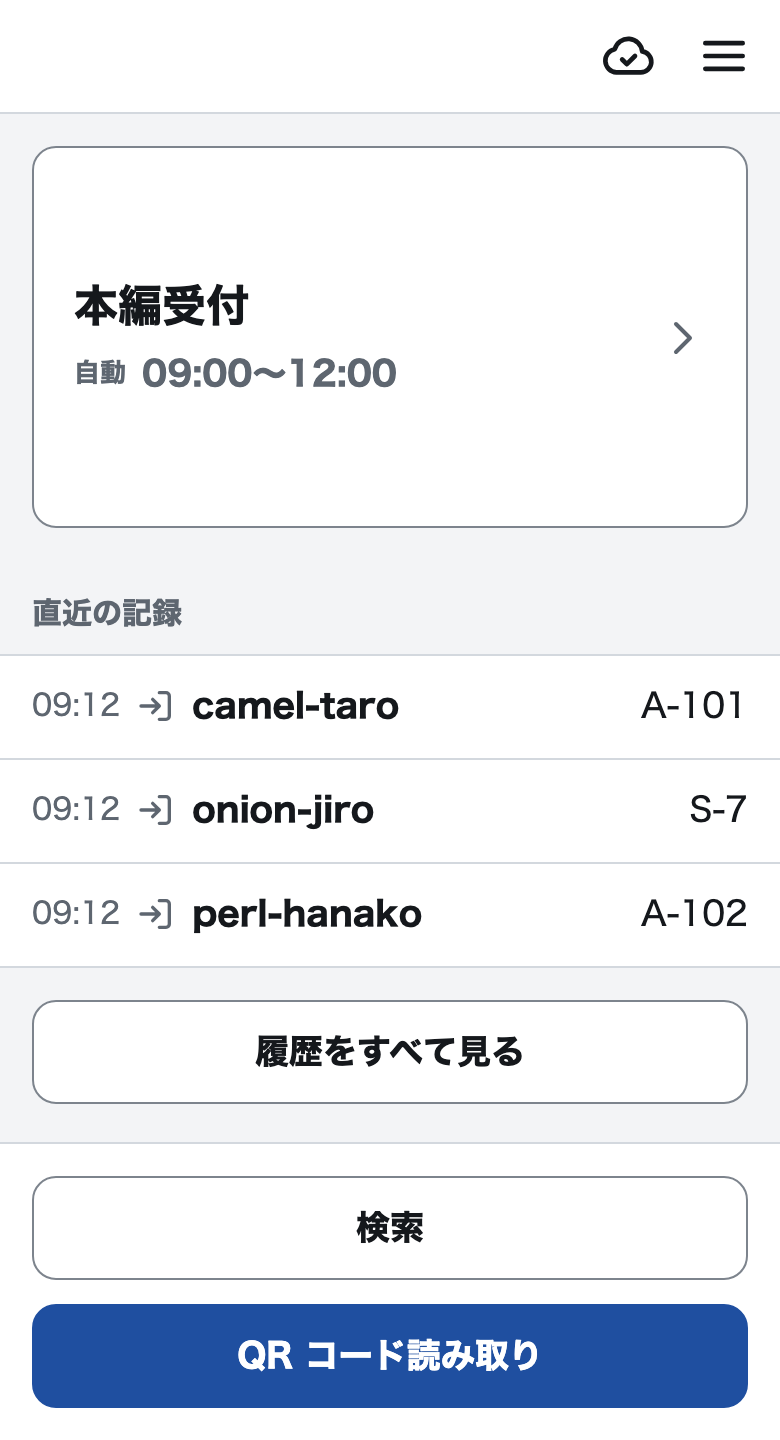 本編受付
自動 09:00〜12:00
直近の記録
09:12 camel-taro A-101
09:12 onion-jiro S-7
09:12 perl-hanako A-102
履歴をすべて見る
検索
QR コード読み取り